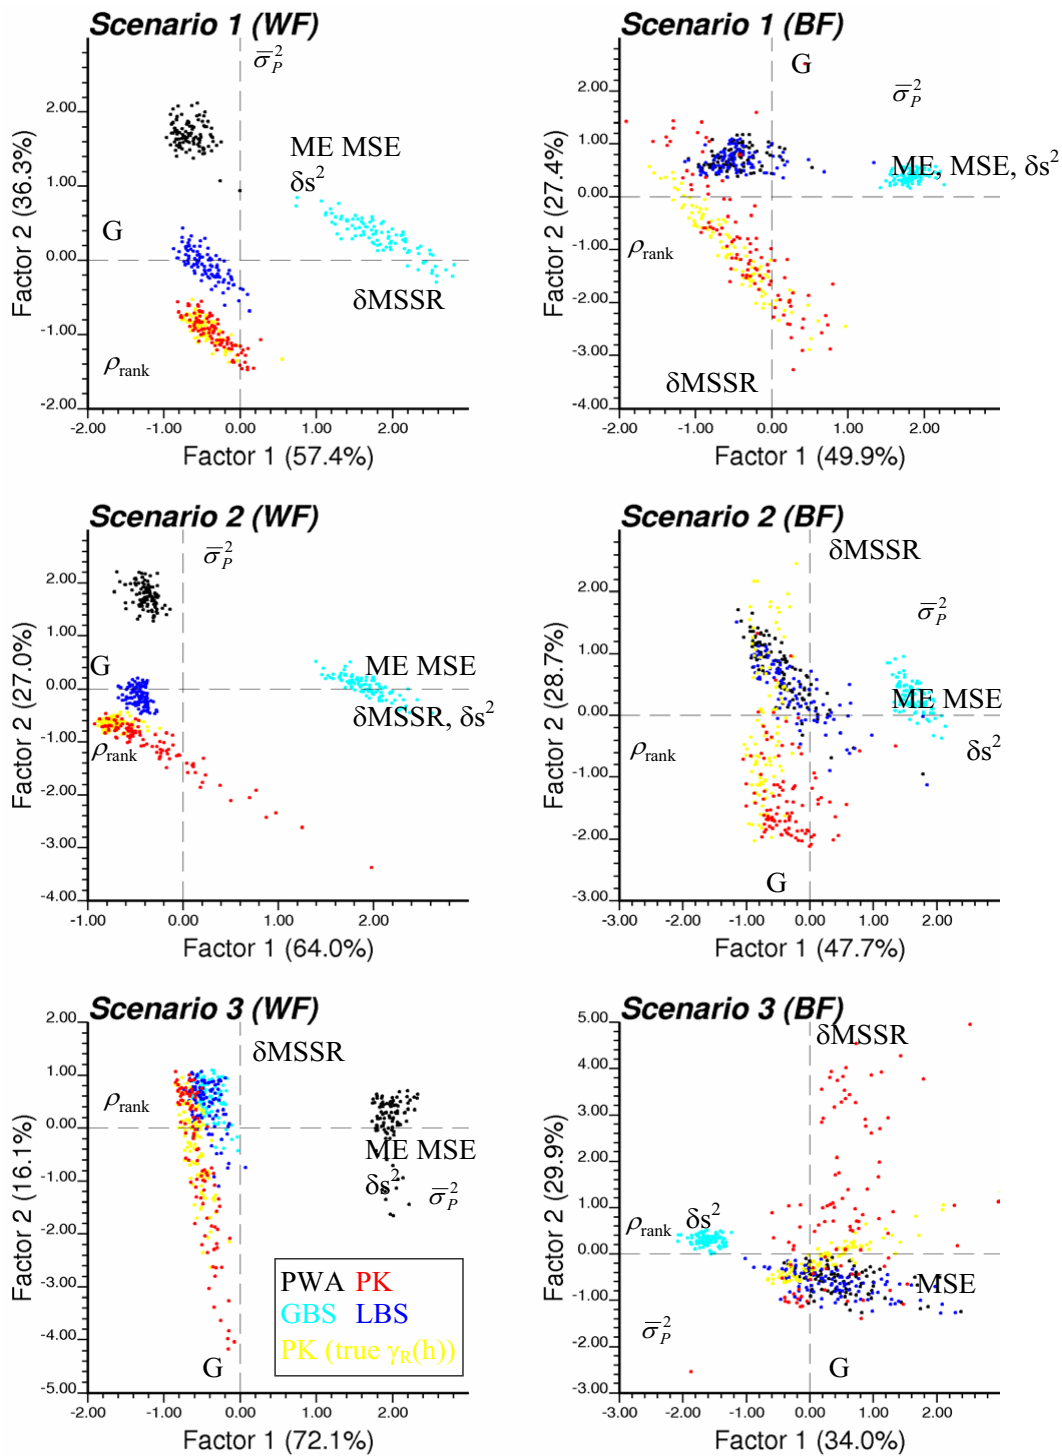 Scenario 1 (WF)
σ̅P²
ME MSE
δs²
G
δMSSR
ρrank
Factor 2 (36.3%)
2.00
1.00
0.00
-1.00
-2.00
-2.00 -1.00 0.00 1.00 2.00
Factor 1 (57.4%)
Scenario 1 (BF)
G
σ̅P²
ME, MSE, δs²
ρrank
δMSSR
Factor 2 (27.4%)
2.00
1.00
0.00
-1.00
-2.00
-3.00
-4.00
-2.00 -1.00 0.00 1.00 2.00
Factor 1 (49.9%)
Scenario 2 (WF)
σ̅P²
G
ME MSE
δMSSR, δs²
ρrank
Factor 2 (27.0%)
2.00
1.00
0.00
-1.00
-2.00
-3.00
-4.00
-1.00 0.00 1.00 2.00
Factor 1 (64.0%)
Scenario 2 (BF)
δMSSR
σ̅P²
ME MSE
ρrank
δs²
G
Factor 2 (28.7%)
2.00
1.00
0.00
-1.00
-2.00
-3.00
-3.00 -2.00 -1.00 0.00 1.00 2.00
Factor 1 (47.7%)
Scenario 3 (WF)
δMSSR
ρrank
ME MSE
δs²
σ̅P²
PWA PK
GBS LBS
PK (true γR(h))
G
Factor 2 (16.1%)
2.00
1.00
0.00
-1.00
-2.00
-3.00
-4.00
-5.00
-2.00 -1.00 0.00 1.00 2.00
Factor 1 (72.1%)
Scenario 3 (BF)
δMSSR
ρrank δs²
MSE
σ̅P²
G
Factor 2 (29.9%)
5.00
4.00
3.00
2.00
1.00
0.00
-1.00
-2.00
-3.00
-3.00 -2.00 -1.00 0.00 1.00 2.00
Factor 1 (34.0%)